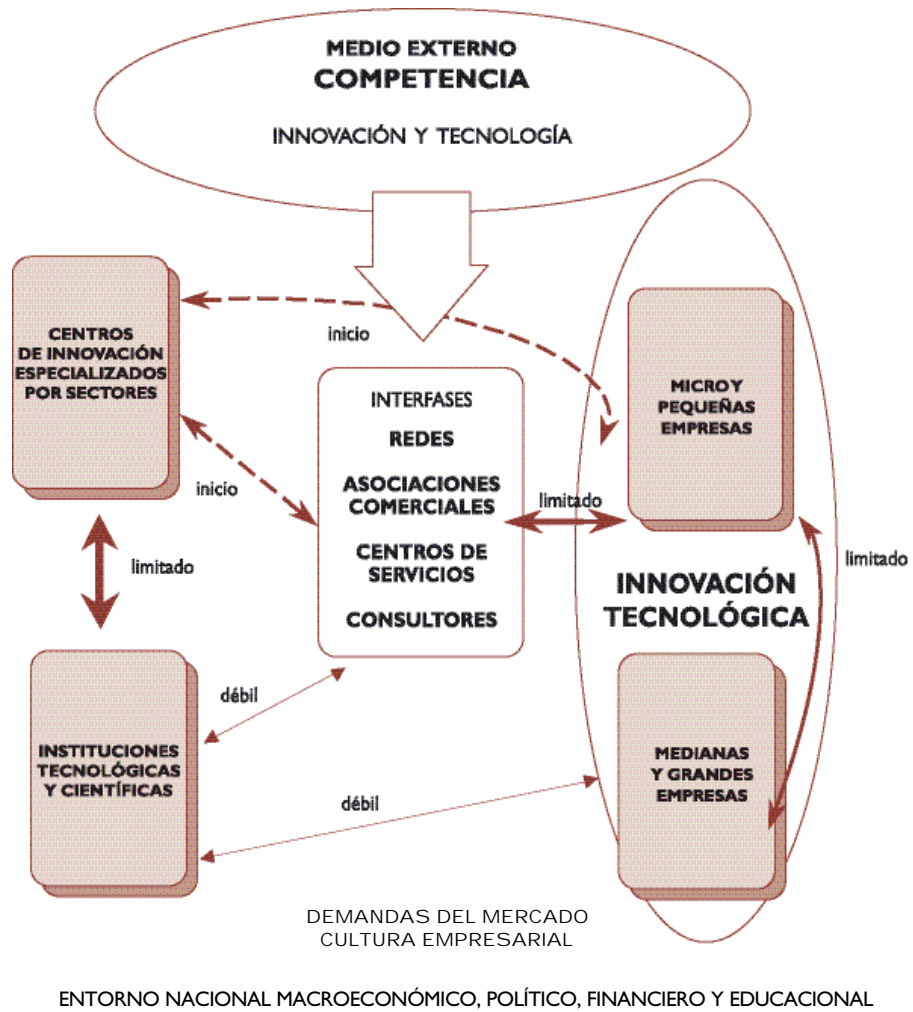 MEDIO EXTERNO
COMPETENCIA
INNOVACIÓN Y TECNOLOGÍA
inicio
CENTROS
DE INNOVACIÓN
ESPECIALIZADOS
POR SECTORES
MICRO Y
PEQUEÑAS
EMPRESAS
INTERFASES
REDES
ASOCIACIONES
COMERCIALES
CENTROS DE
SERVICIOS
CONSULTORES
inicio
limitado
limitado
limitado
INNOVACIÓN
TECNOLÓGICA
débil
INSTITUCIONES
TECNOLÓGICAS
Y CIENTÍFICAS
MEDIANAS
Y GRANDES
EMPRESAS
débil
DEMANDAS DEL MERCADO
CULTURA EMPRESARIAL
ENTORNO NACIONAL MACROECONÓMICO, POLÍTICO, FINANCIERO Y EDUCACIONAL